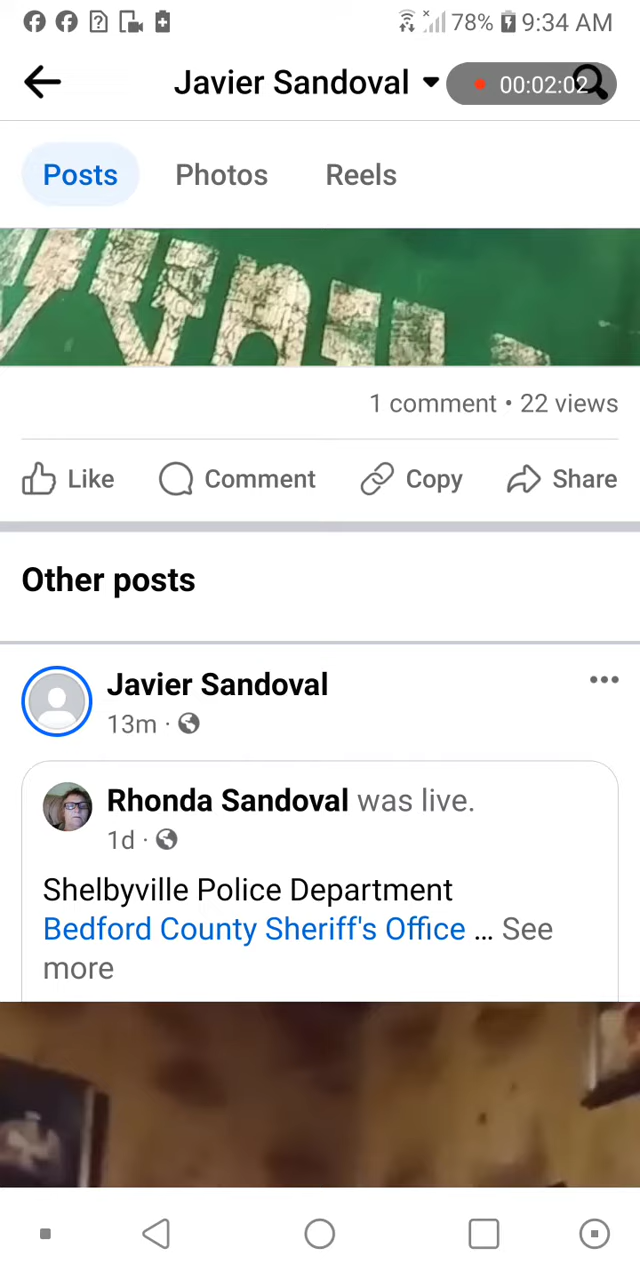 78% 9:34 AM
Javier Sandoval 00:02:02
Posts Photos Reels
1 comment • 22 views
Like Comment Copy Share
Other posts
Javier Sandoval
13m ·
Rhonda Sandoval was live.
1d ·
Shelbyville Police Department
Bedford County Sheriff's Office ... See
more